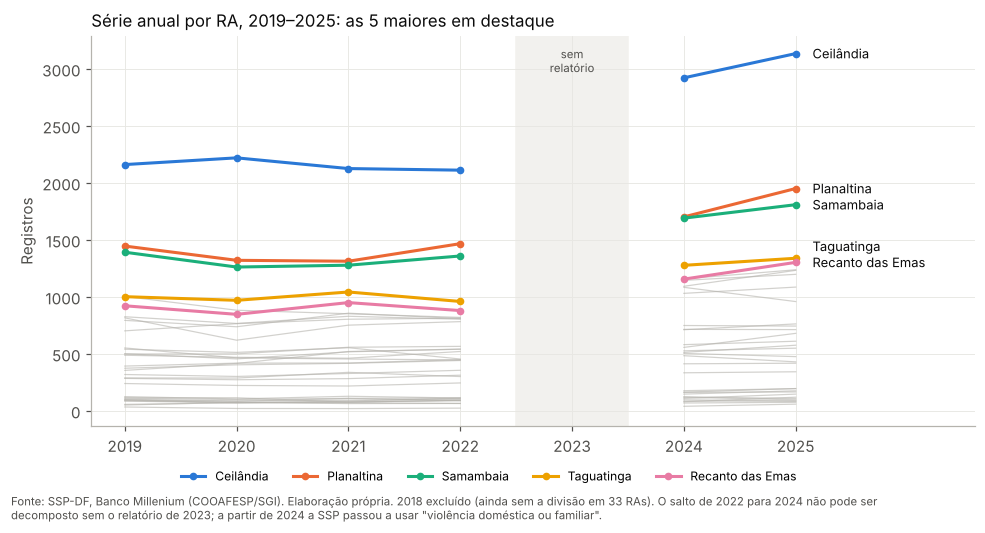 Série anual por RA, 2019–2025: as 5 maiores em destaque
sem
relatório
Registros
3000
2500
2000
1500
1000
500
0
Ceilândia
Planaltina
Samambaia
Taguatinga
Recanto das Emas
2019 2020 2021 2022 2023 2024 2025
Ceilândia Planaltina Samambaia Taguatinga Recanto das Emas
Fonte: SSP-DF, Banco Millenium (COOAFESP/SGI). Elaboração própria. 2018 excluído (ainda sem a divisão em 33 RAs). O salto de 2022 para 2024 não pode ser
decomposto sem o relatório de 2023; a partir de 2024 a SSP passou a usar "violência doméstica ou familiar".